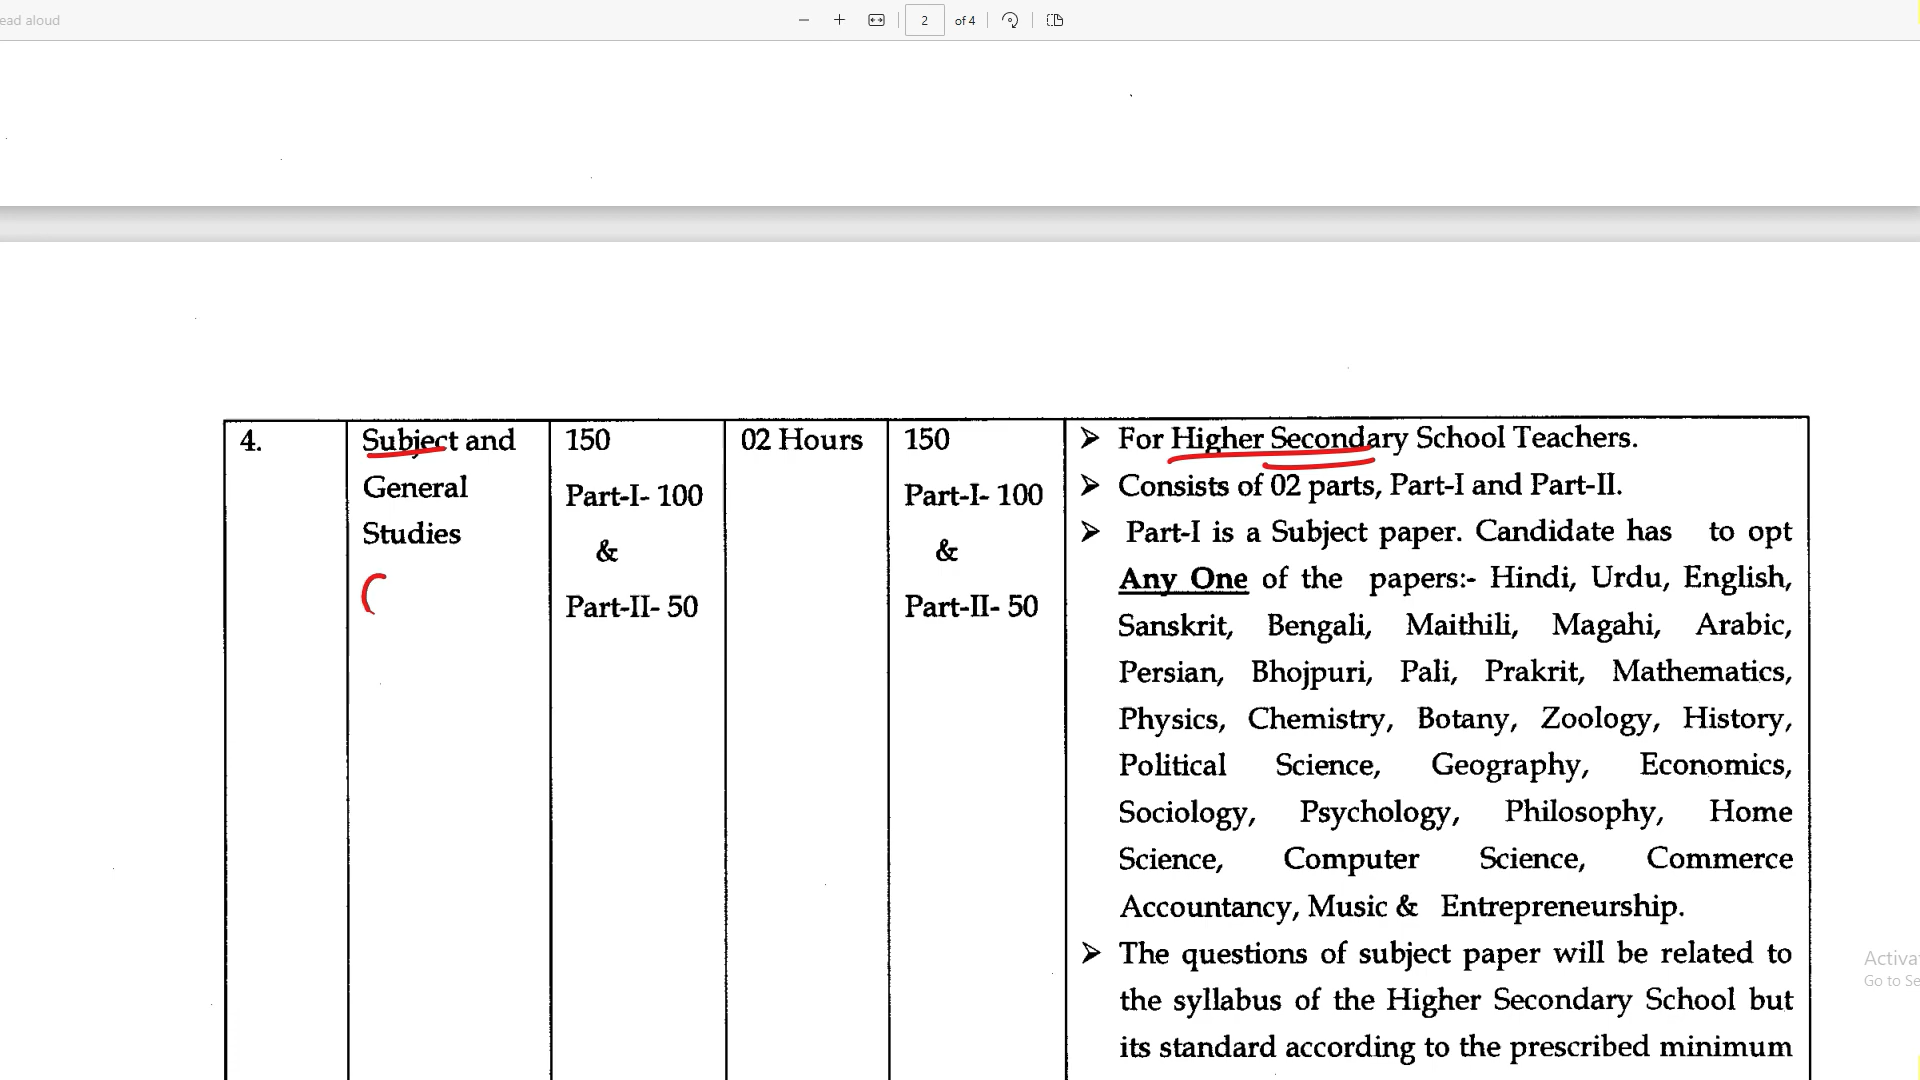 ead aloud
2 of 4
4. Subject and 150 02 Hours 150 ➢ For Higher Secondary School Teachers.
General
Studies
Part-I- 100
&
Part-II- 50
Part-I- 100
&
Part-II- 50
➢ Consists of 02 parts, Part-I and Part-II.
➢ Part-I is a Subject paper. Candidate has to opt
Any One of the papers:- Hindi, Urdu, English,
Sanskrit, Bengali, Maithili, Magahi, Arabic,
Persian, Bhojpuri, Pali, Prakrit, Mathematics,
Physics, Chemistry, Botany, Zoology, History,
Political Science, Geography, Economics,
Sociology, Psychology, Philosophy, Home
Science, Computer Science, Commerce
Accountancy, Music & Entrepreneurship.
➢ The questions of subject paper will be related to
the syllabus of the Higher Secondary School but
its standard according to the prescribed minimum
Activa
Go to Se